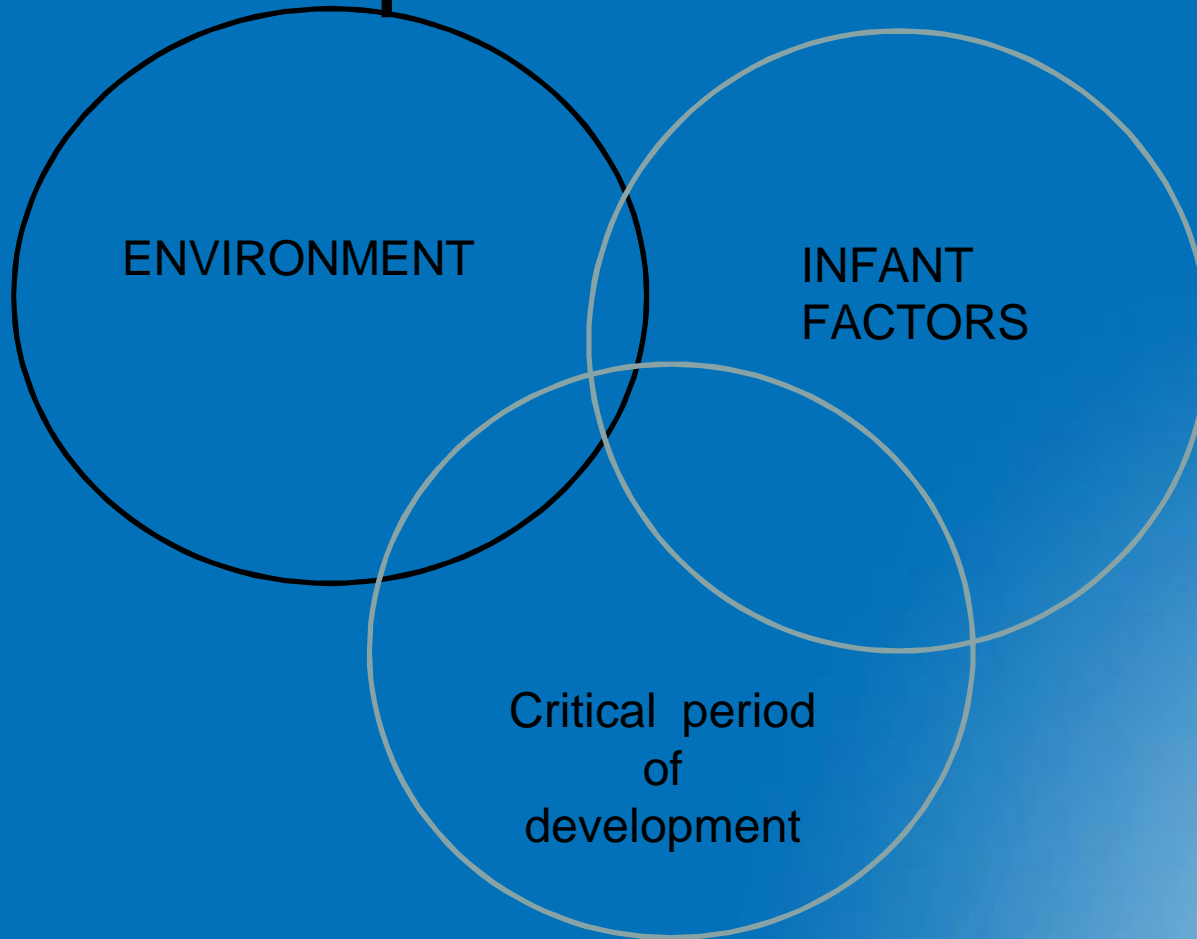 ENVIRONMENT
INFANT
FACTORS
Critical period
of
development